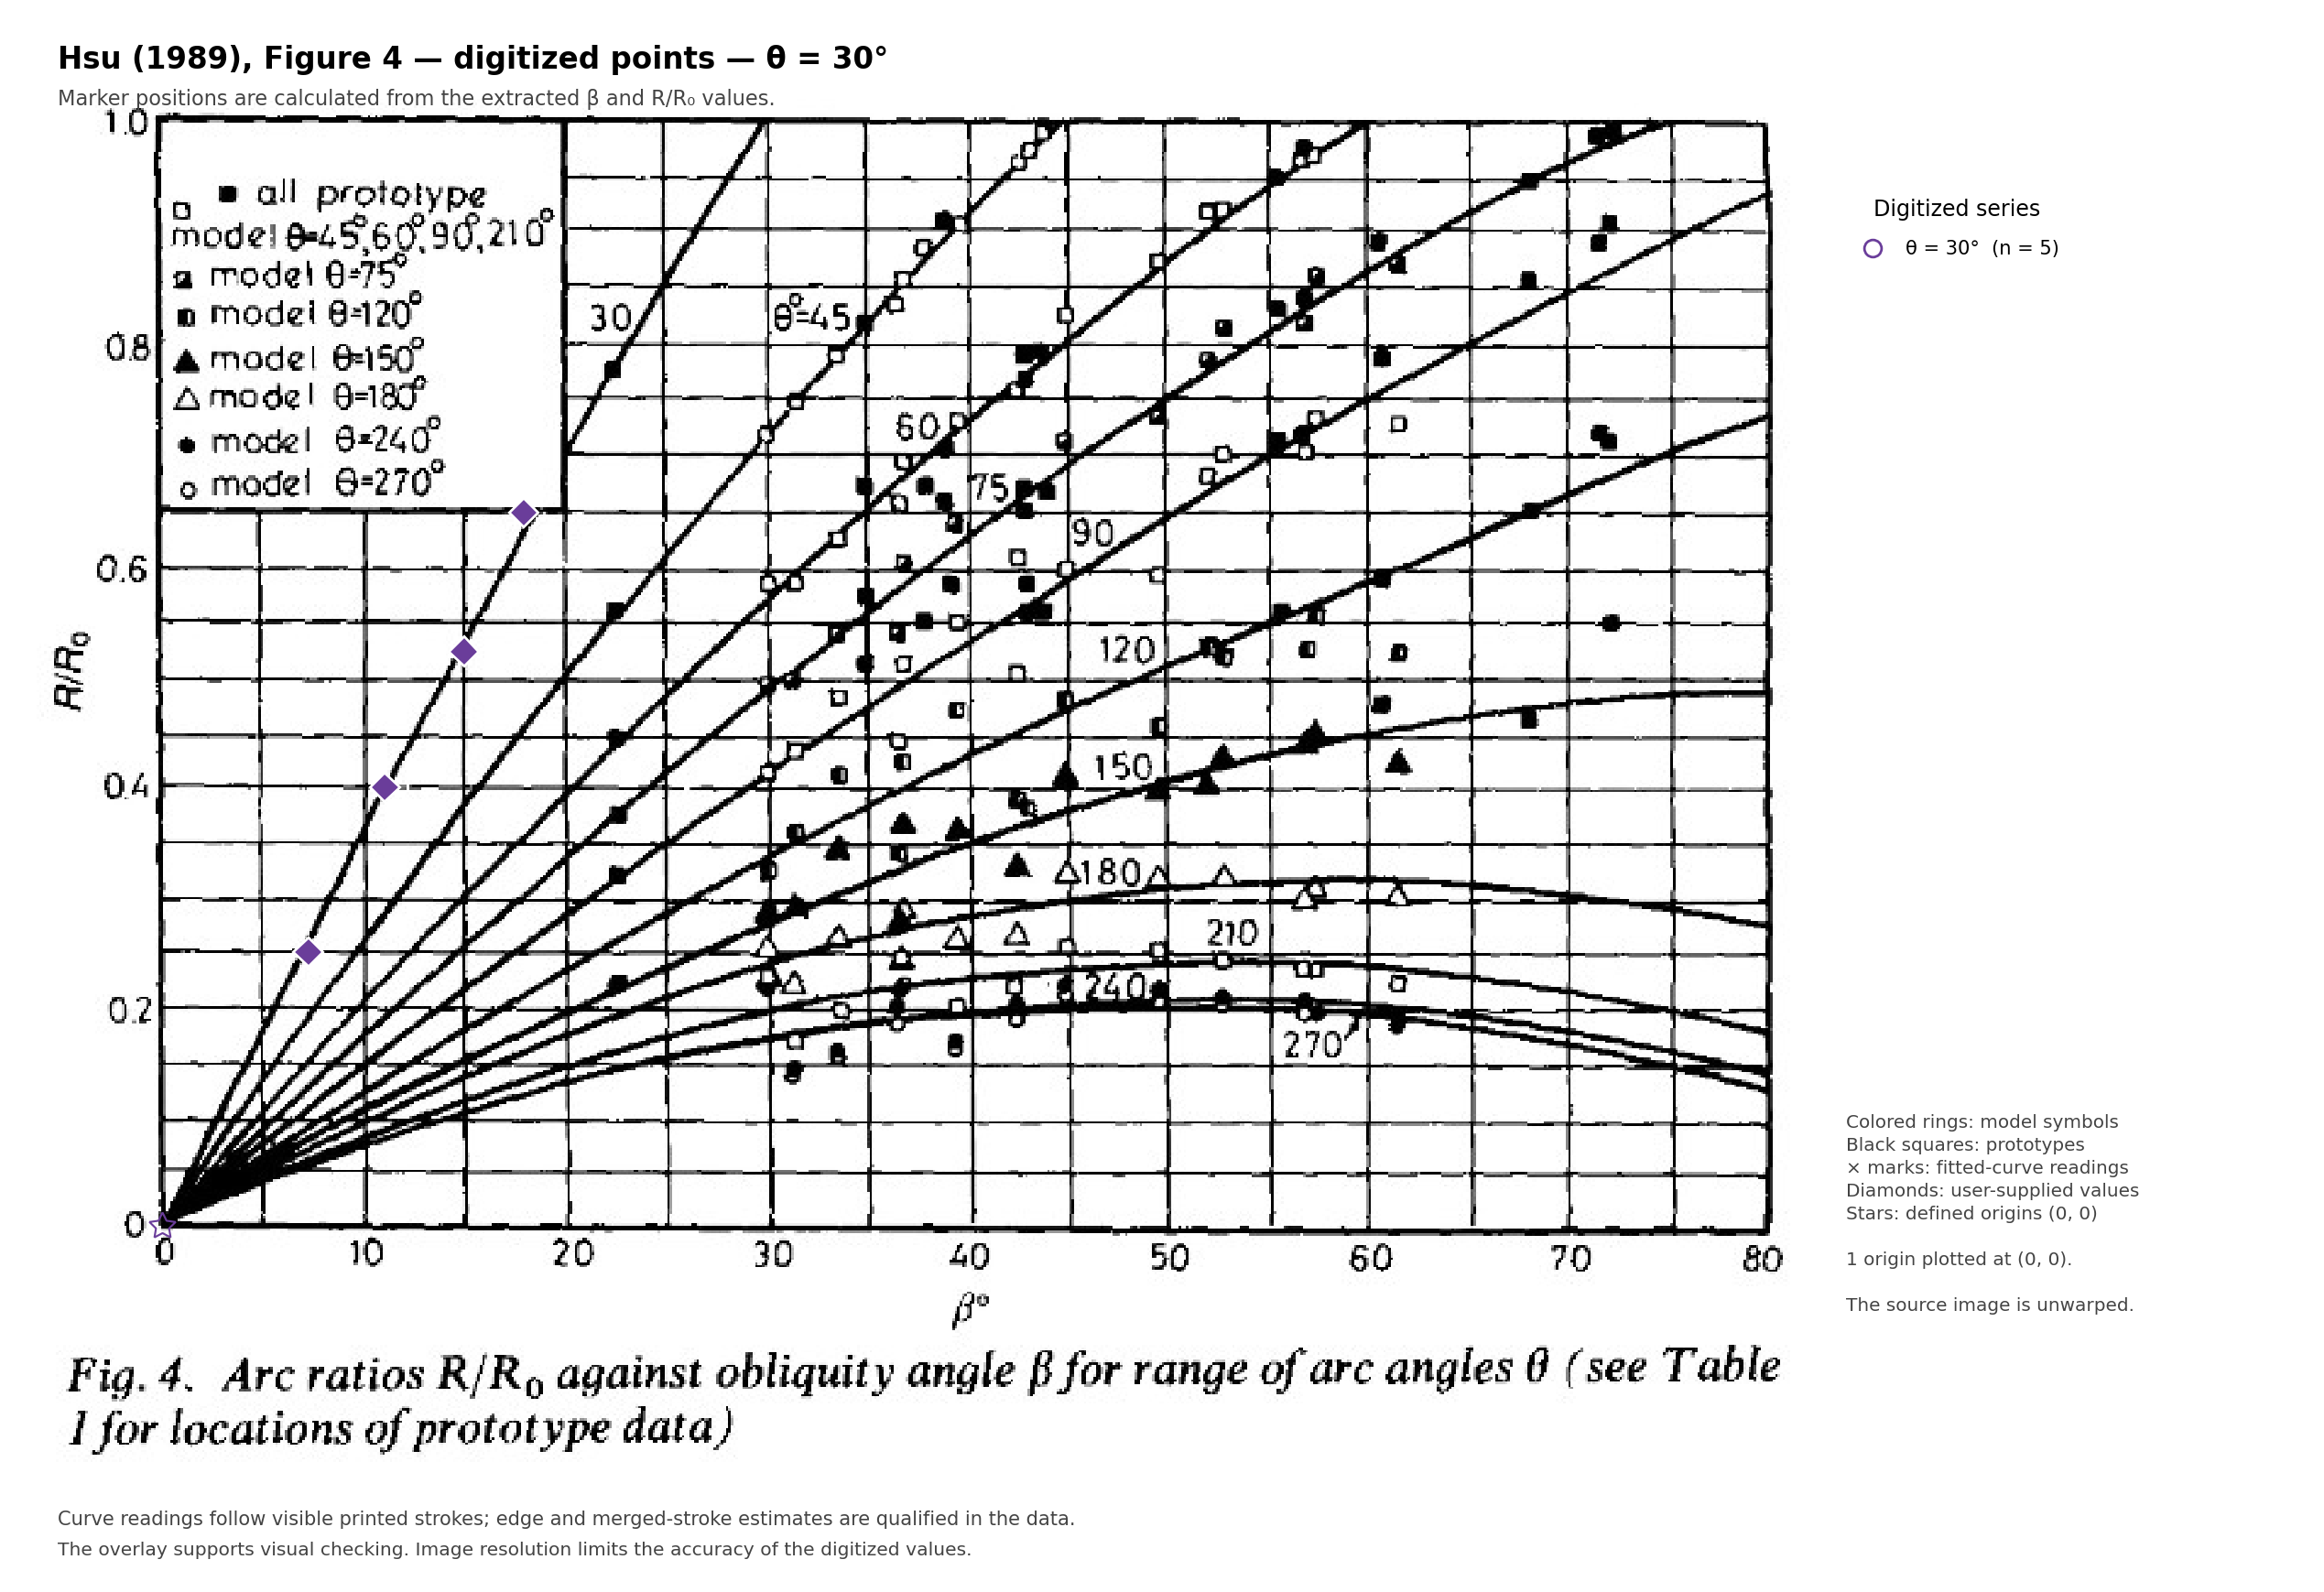 Hsu (1989), Figure 4 — digitized points — θ = 30°
Marker positions are calculated from the extracted β and R/R₀ values.
1.0
■ all prototype
□
model θ=45°,60°,90°,210°
model θ=75°
model θ=120°
▲ model θ=150°
△ model θ=180°
● model θ=240°
○ model θ=270°
30
θ°=45
60
75
90
120
150
180
210
240
270
0.8
0.6
0.4
0.2
0
R/R₀
0 10 20 30 40 50 60 70 80
β°
Digitized series
θ = 30° (n = 5)
Colored rings: model symbols
Black squares: prototypes
× marks: fitted-curve readings
Diamonds: user-supplied values
Stars: defined origins (0, 0)
1 origin plotted at (0, 0).
The source image is unwarped.
Fig. 4. Arc ratios R/R₀ against obliquity angle β for range of arc angles θ (see Table
1 for locations of prototype data)
Curve readings follow visible printed strokes; edge and merged-stroke estimates are qualified in the data.
The overlay supports visual checking. Image resolution limits the accuracy of the digitized values.